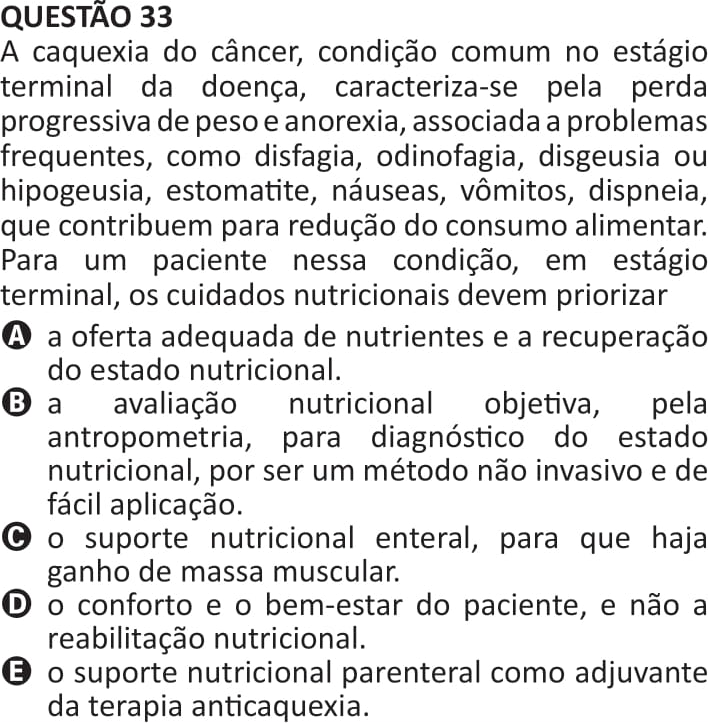 QUESTÃO 33
A caquexia do câncer, condição comum no estágio
terminal da doença, caracteriza-se pela perda
progressiva de peso e anorexia, associada a problemas
frequentes, como disfagia, odinofagia, disgeusia ou
hipogeusia, estomatite, náuseas, vômitos, dispneia,
que contribuem para redução do consumo alimentar.
Para um paciente nessa condição, em estágio
terminal, os cuidados nutricionais devem priorizar
A a oferta adequada de nutrientes e a recuperação
do estado nutricional.
B a avaliação nutricional objetiva, pela
antropometria, para diagnóstico do estado
nutricional, por ser um método não invasivo e de
fácil aplicação.
C o suporte nutricional enteral, para que haja
ganho de massa muscular.
D o conforto e o bem-estar do paciente, e não a
reabilitação nutricional.
E o suporte nutricional parenteral como adjuvante
da terapia anticaquexia.